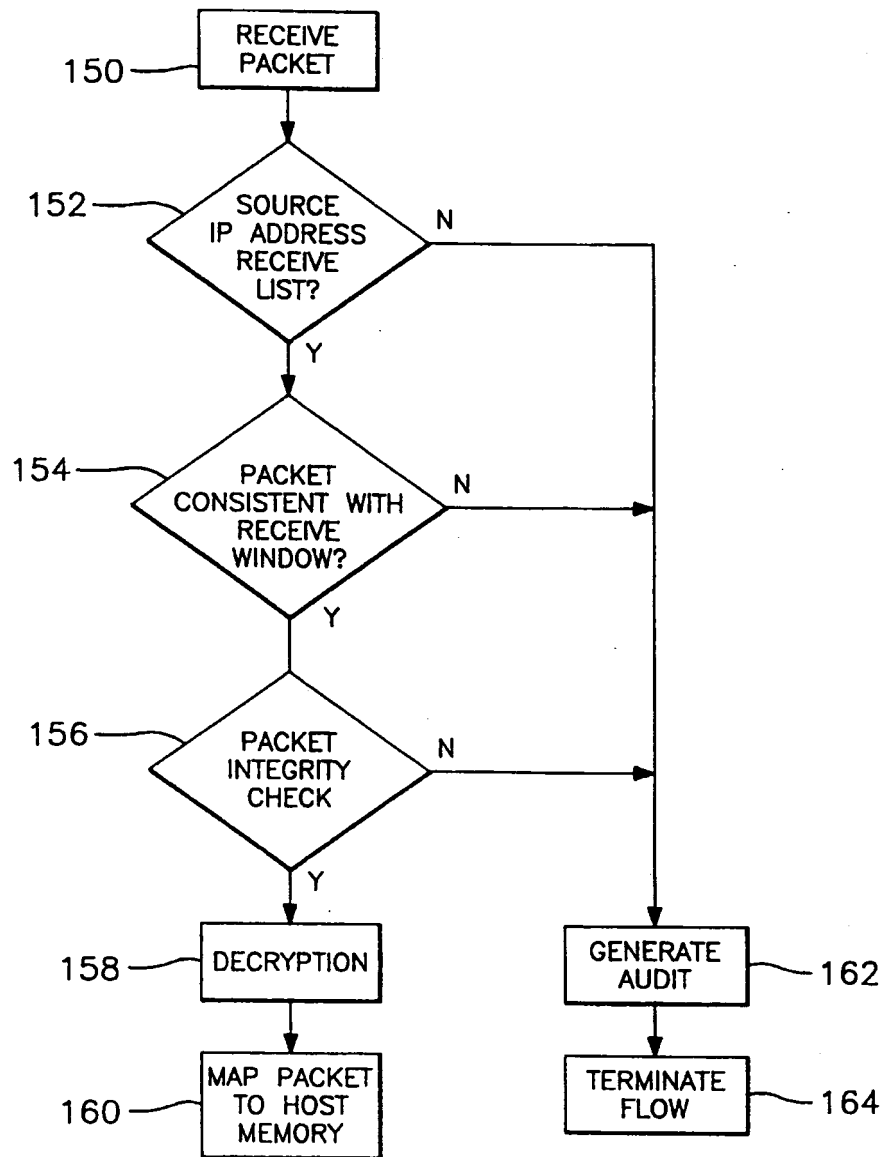 RECEIVE
PACKET
150
152
SOURCE
IP ADDRESS
RECEIVE
LIST?
N
Y
154
PACKET
CONSISTENT WITH
RECEIVE
WINDOW?
N
Y
156
PACKET
INTEGRITY
CHECK
N
Y
158
DECRYPTION
GENERATE
AUDIT
162
160
MAP PACKET
TO HOST
MEMORY
TERMINATE
FLOW
164